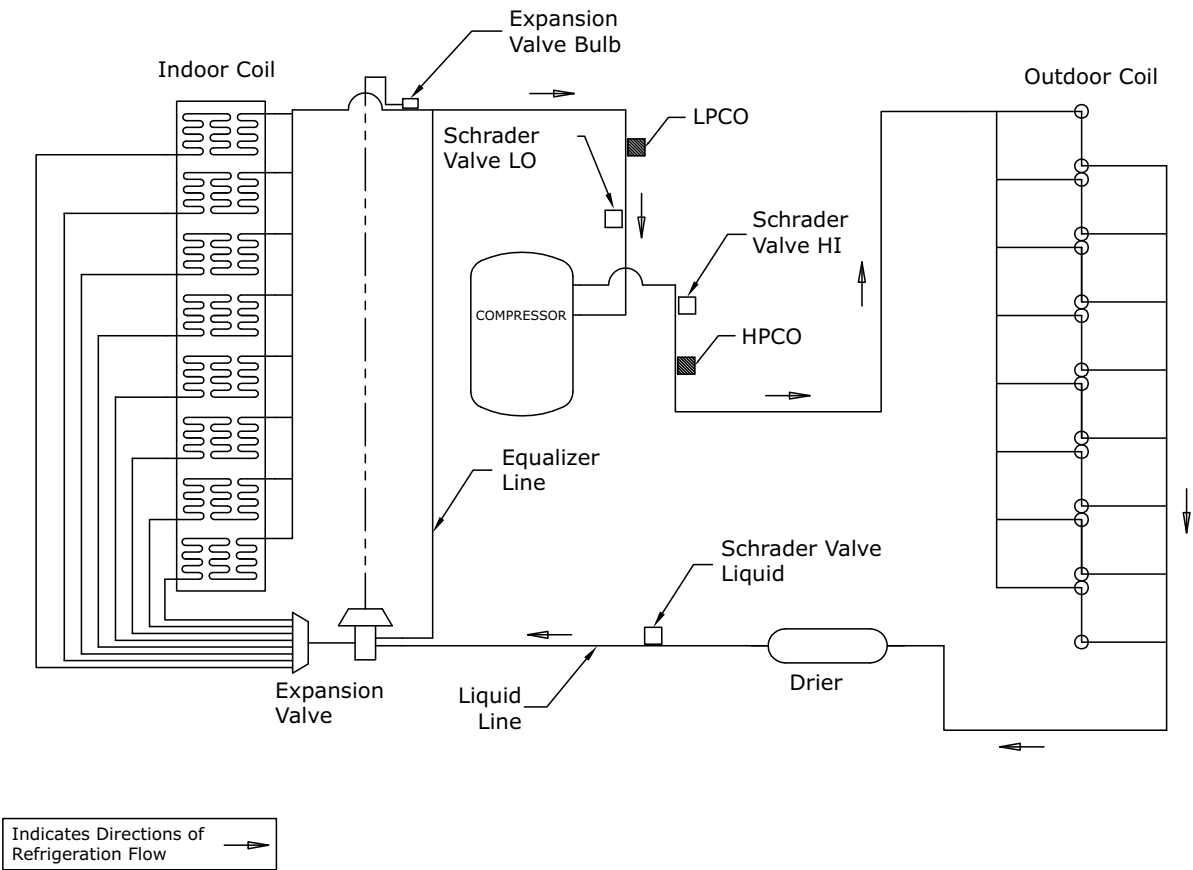 Expansion
Valve Bulb
Indoor Coil
Outdoor Coil
LPCO
Schrader
Valve LO
Schrader
Valve HI
COMPRESSOR
HPCO
Equalizer
Line
Schrader Valve
Liquid
Expansion
Valve
Liquid
Line
Drier
Indicates Directions of
Refrigeration Flow